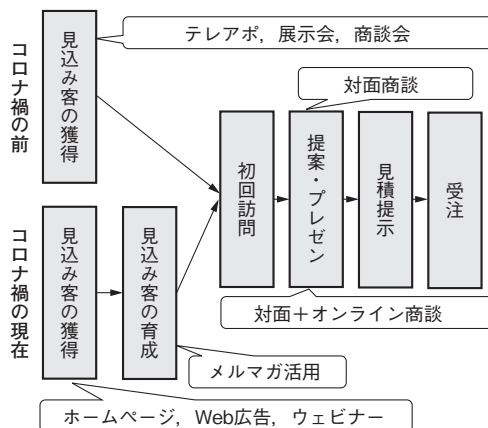 コロナ禍の前
見込み客の獲得
テレアポ，展示会，商談会
対面商談
初回訪問
提案・プレゼン
見積提示
受注
コロナ禍の現在
見込み客の獲得
見込み客の育成
対面＋オンライン商談
メルマガ活用
ホームページ，Web広告，ウェビナー